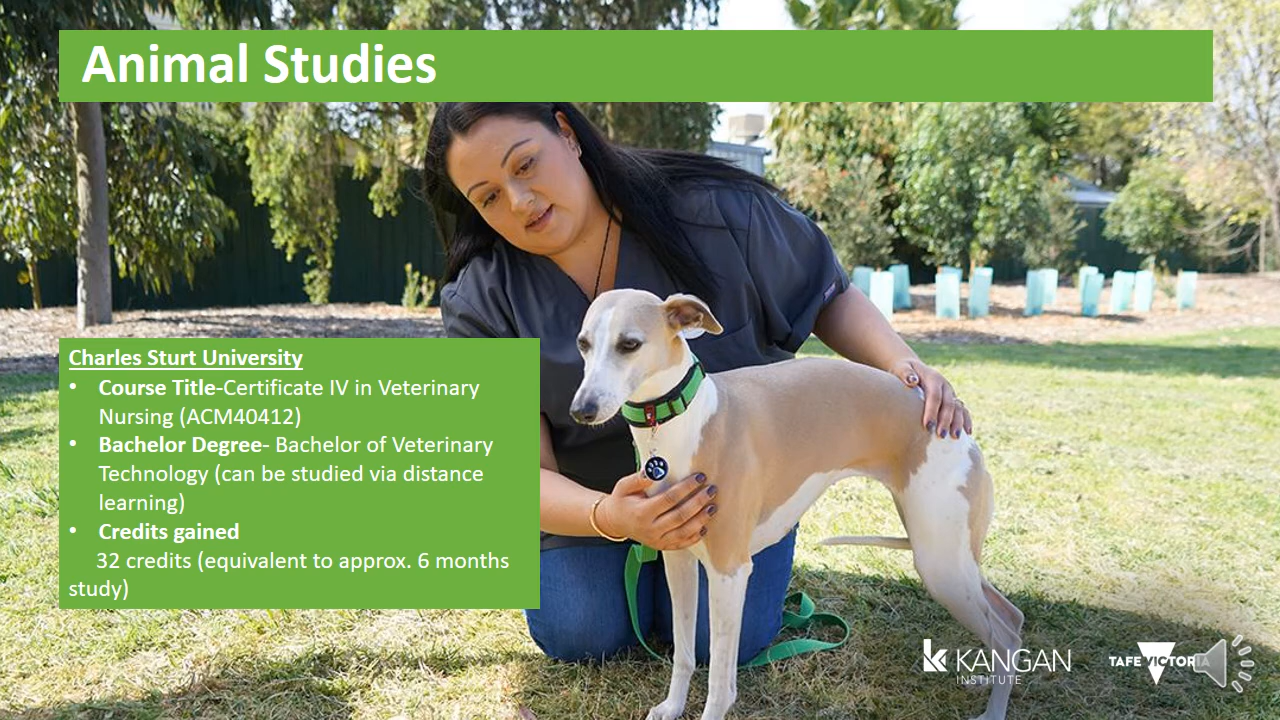 Animal Studies
Charles Sturt University
• Course Title-Certificate IV in Veterinary
Nursing (ACM40412)
• Bachelor Degree- Bachelor of Veterinary
Technology (can be studied via distance
learning)
• Credits gained
32 credits (equivalent to approx. 6 months
study)
KANGAN
INSTITUTE
TAFE VICTORIA